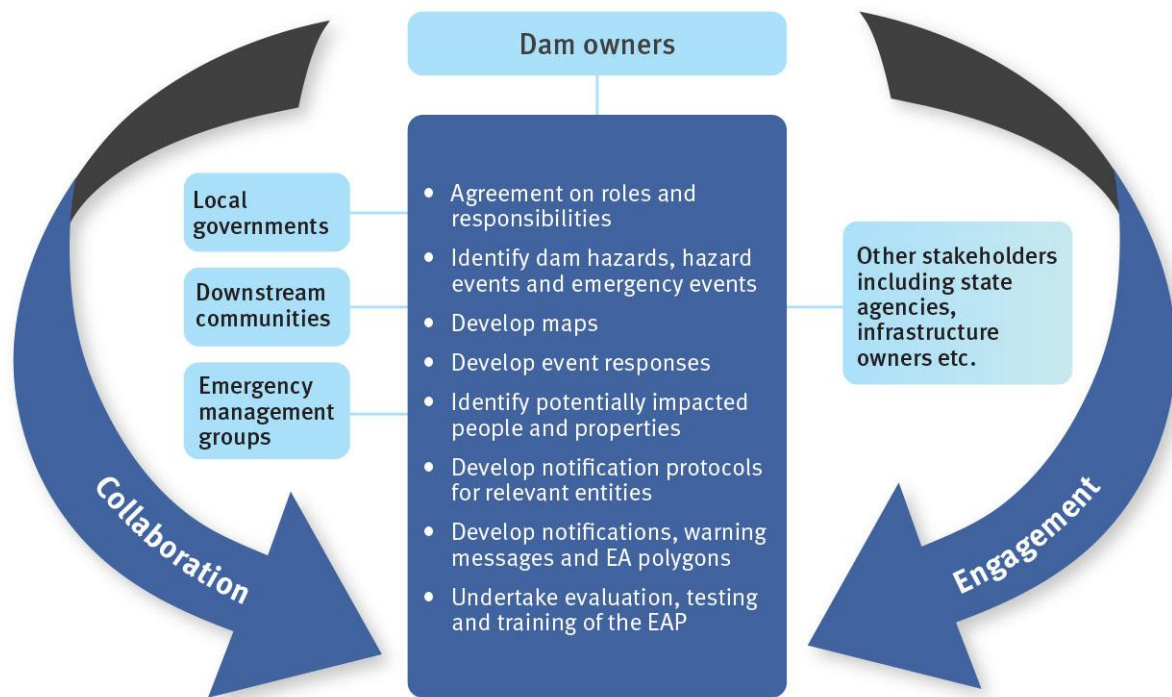 Dam owners
Local
governments
Downstream
communities
Emergency
management
groups
• Agreement on roles and
responsibilities
• Identify dam hazards, hazard
events and emergency events
• Develop maps
• Develop event responses
• Identify potentially impacted
people and properties
• Develop notification protocols
for relevant entities
• Develop notifications, warning
messages and EA polygons
• Undertake evaluation, testing
and training of the EAP
Other stakeholders
including state
agencies,
infrastructure
owners etc.
Collaboration
Engagement